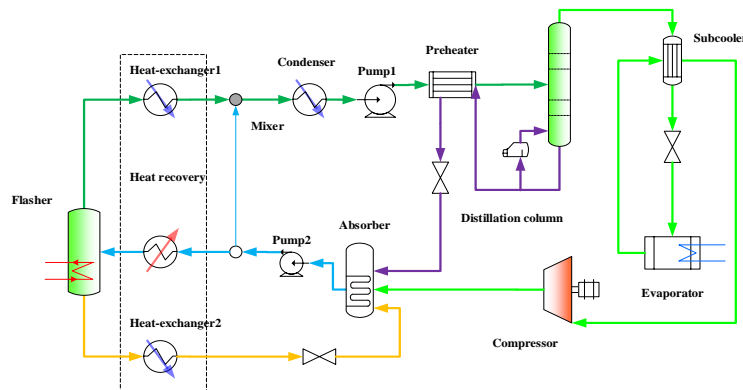 Subcooler
Preheater
Condenser
Heat-exchanger1
Pump1
Mixer
Heat recovery
Flasher
Absorber
Distillation column
Pump2
Evaporator
Heat-exchanger2
Compressor